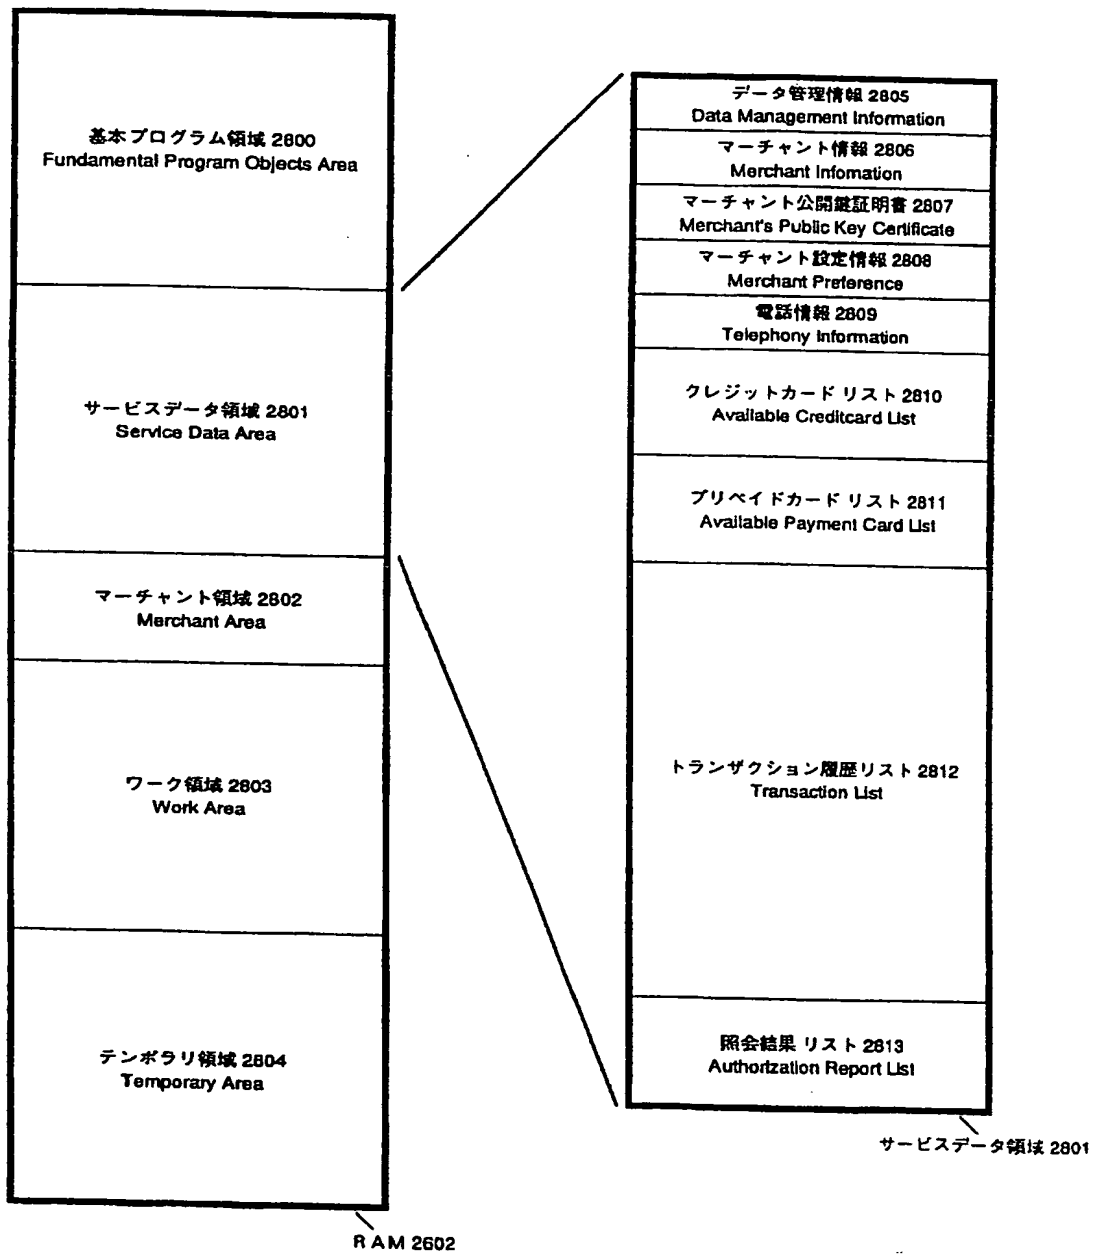 基本プログラム領域 2800
Fundamental Program Objects Area
サービスデータ領域 2801
Service Data Area
マーチャント領域 2802
Merchant Area
ワーク領域 2803
Work Area
テンポラリ領域 2804
Temporary Area
RAM 2602
データ管理情報 2805
Data Management Information
マーチャント情報 2806
Merchant Infomation
マーチャント公開鍵証明書 2807
Merchant's Public Key Certificate
マーチャント設定情報 2808
Merchant Preference
電話情報 2809
Telephony Information
クレジットカード リスト 2810
Available Creditcard List
プリペイドカード リスト 2811
Available Payment Card List
トランザクション履歴リスト 2812
Transaction List
照会結果 リスト 2813
Authorization Report List
サービスデータ領域 2801